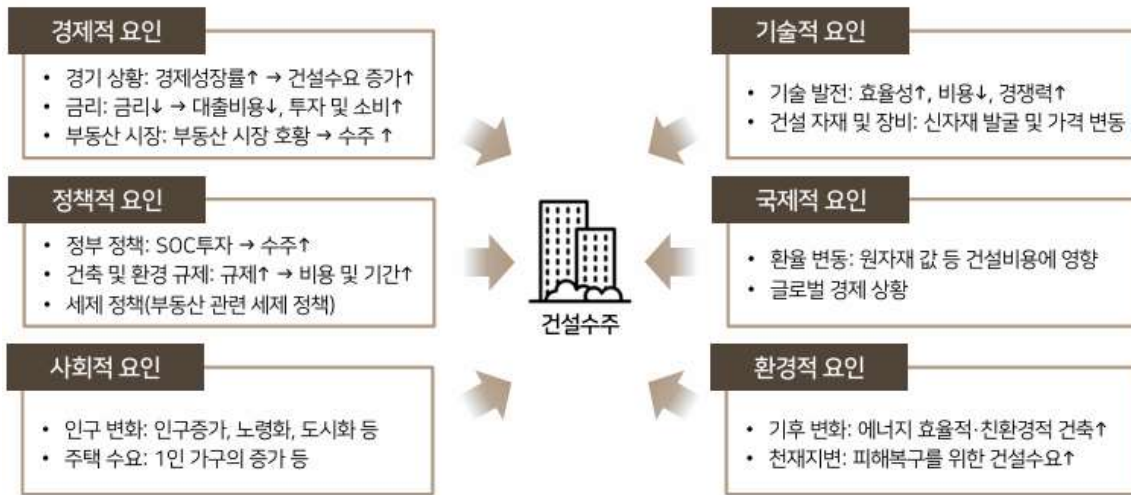 경제적 요인
• 경기 상황: 경제성장률↑ → 건설수요 증가↑
• 금리: 금리↓ → 대출비용↓, 투자 및 소비↑
• 부동산 시장: 부동산 시장 호황 → 수주 ↑
기술적 요인
• 기술 발전: 효율성↑, 비용↓, 경쟁력↑
• 건설 자재 및 장비: 신자재 발굴 및 가격 변동
정책적 요인
• 정부 정책: SOC투자 → 수주↑
• 건축 및 환경 규제: 규제↑ → 비용 및 기간↑
• 세제 정책(부동산 관련 세제 정책)
건설수주
국제적 요인
• 환율 변동: 원자재 값 등 건설비용에 영향
• 글로벌 경제 상황
사회적 요인
• 인구 변화: 인구증가, 노령화, 도시화 등
• 주택 수요: 1인 가구의 증가 등
환경적 요인
• 기후 변화: 에너지 효율적·친환경적 건축↑
• 천재지변: 피해복구를 위한 건설수요↑